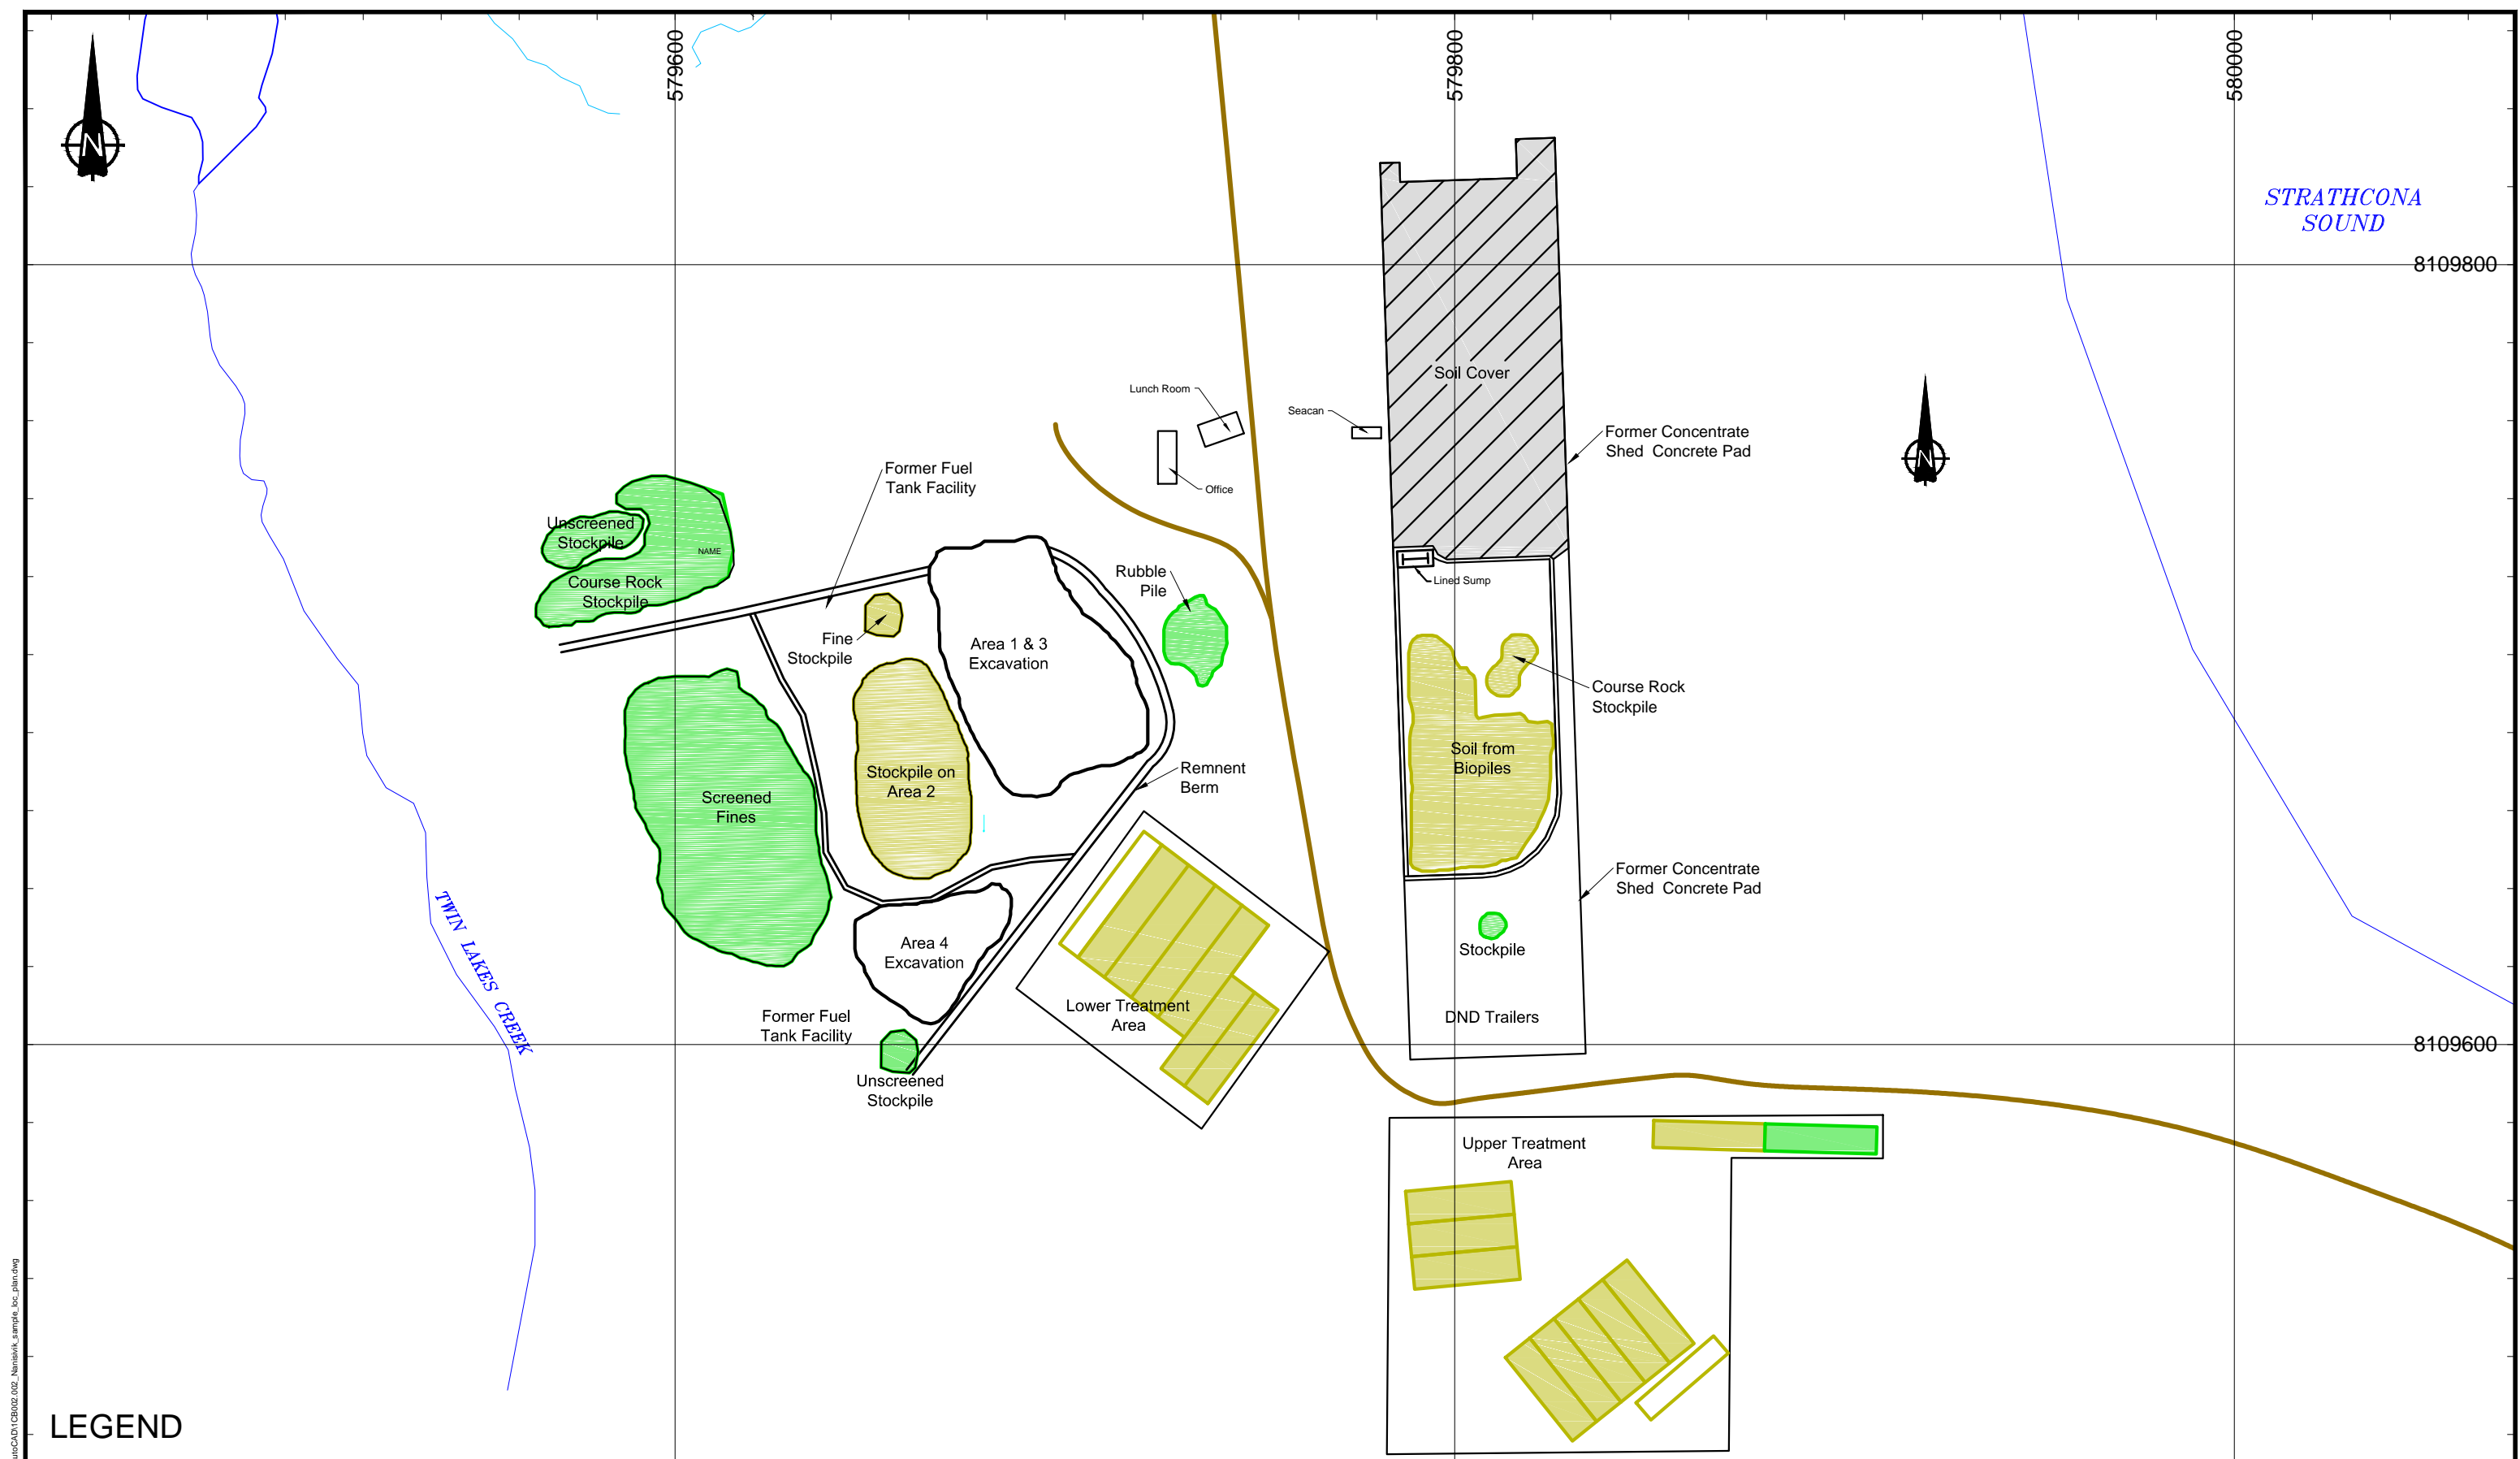 579600
579800
580000
N
STRATHCONA
SOUND
8109800
Lunch Room
Seacan
Soil Cover
Office
Former Concentrate
Shed Concrete Pad
N
Former Fuel
Tank Facility
Unscreened
Stockpile
NAME
Course Rock
Stockpile
Rubble
Pile
Lined Sump
Fine
Stockpile
Area 1 & 3
Excavation
Course Rock
Stockpile
Soil from
Biopiles
Stockpile on
Area 2
Remnent
Berm
Screened
Fines
Former Concentrate
Shed Concrete Pad
TWIN LAKES CREEK
Area 4
Excavation
Stockpile
Lower Treatment
Area
DND Trailers
Former Fuel
Tank Facility
8109600
Unscreened
Stockpile
Upper Treatment
Area
utoCAD\1CB002.002_Nanisivik_sample_loc_plan.dwg
LEGEND